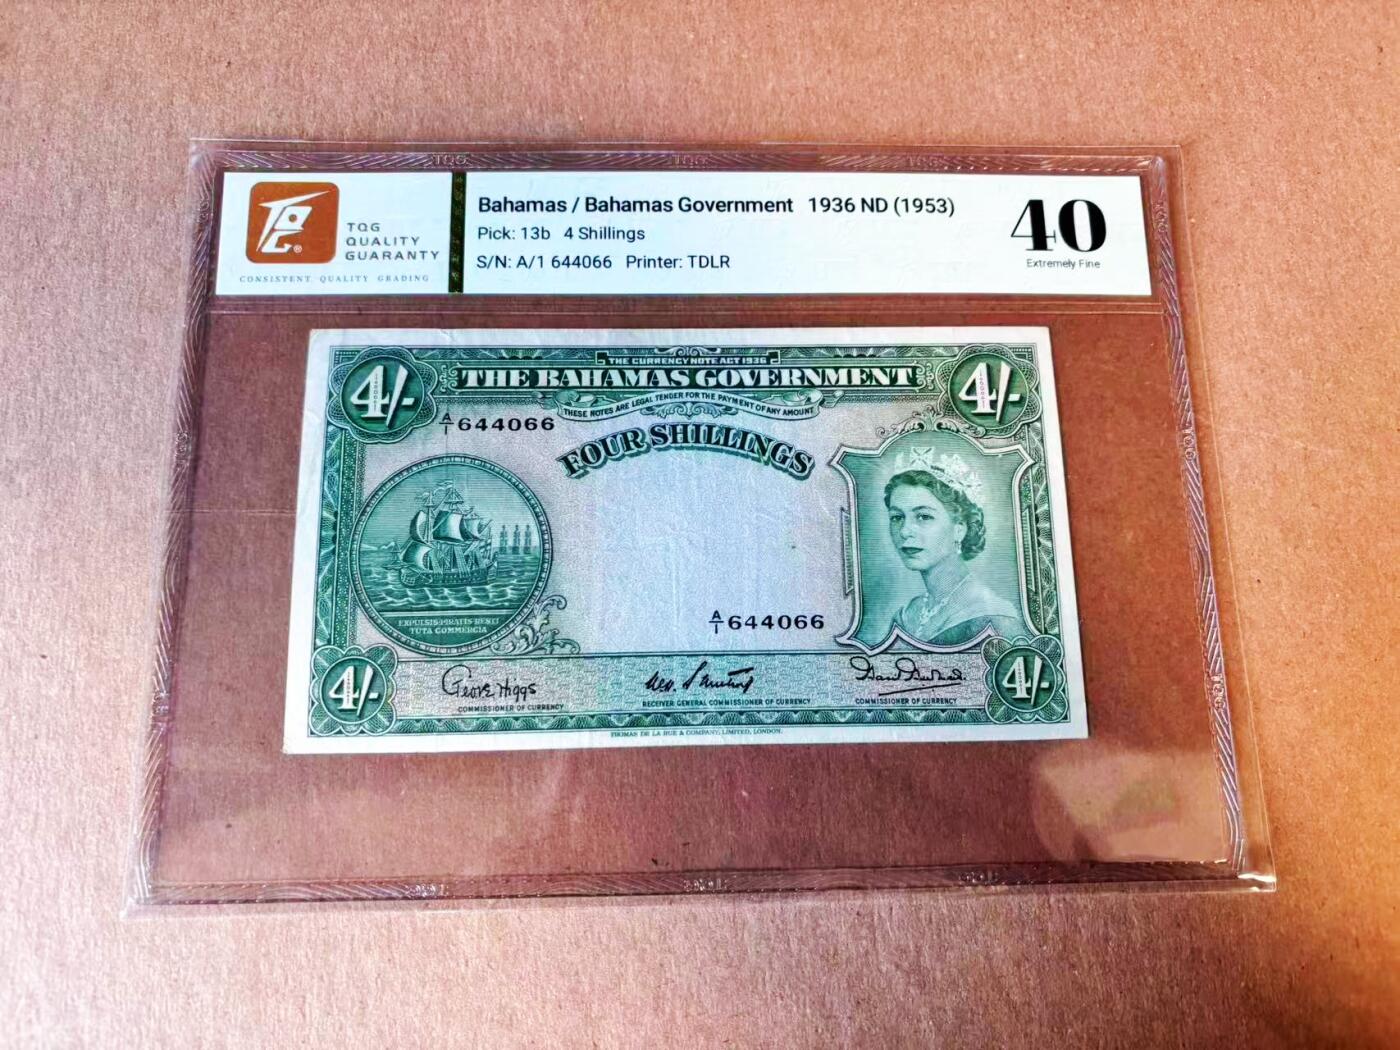 TQG
QUALITY
GUARANTY
CONSISTENT. QUALITY GRADING
Bahamas / Bahamas Government 1936 ND (1953)
Pick: 13b 4 Shillings
S/N: A/1 644066 Printer: TDLR
40
Extremely Fine
THE CURRENCY NOTE ACT 1936
THE BAHAMAS GOVERNMENT
THESE NOTES ARE LEGAL TENDER FOR THE PAYMENT OF ANY AMOUNT
4/-
4/-
A/1 644066
FOUR SHILLINGS
EXPULSIS PIRATIS RESTI
TUTA COMMERCIA
A/1 644066
4/-
4/-
Geo. E. Higgs
COMMISSIONER OF CURRENCY
RECEIVER GENERAL COMMISSIONER OF CURRENCY
COMMISSIONER OF CURRENCY
THOMAS DE LA RUE & COMPANY, LIMITED, LONDON.